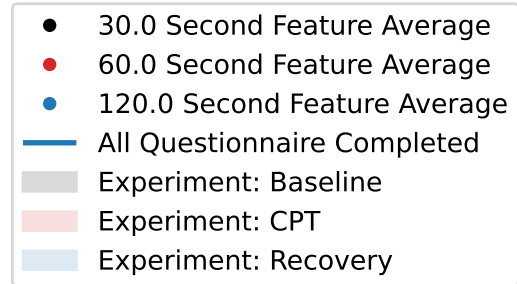 30.0 Second Feature Average
60.0 Second Feature Average
120.0 Second Feature Average
All Questionnaire Completed
Experiment: Baseline
Experiment: CPT
Experiment: Recovery